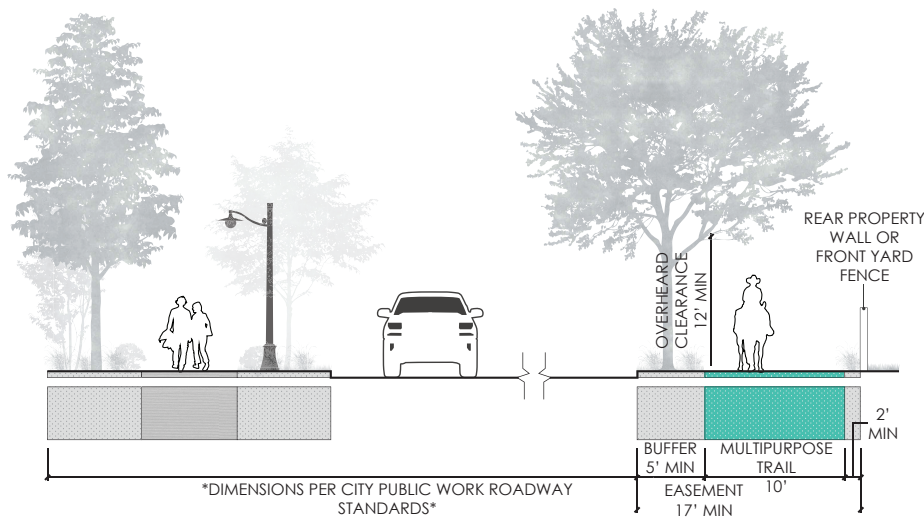 REAR PROPERTY
WALL OR
FRONT YARD
FENCE
OVERHEARD
CLEARANCE
12' MIN
2'
MIN
BUFFER
5' MIN
MULTIPURPOSE
TRAIL
10'
*DIMENSIONS PER CITY PUBLIC WORK ROADWAY
STANDARDS*
EASEMENT
17' MIN